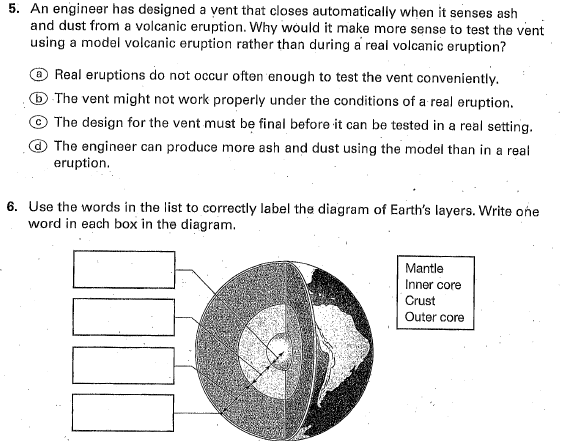 5. An engineer has designed a vent that closes automatically when it senses ash
and dust from a volcanic eruption. Why would it make more sense to test the vent
using a model volcanic eruption rather than during a real volcanic eruption?
a Real eruptions do not occur often enough to test the vent conveniently.
b The vent might not work properly under the conditions of a real eruption.
c The design for the vent must be final before it can be tested in a real setting.
d The engineer can produce more ash and dust using the model than in a real
eruption.
6. Use the words in the list to correctly label the diagram of Earth's layers. Write one
word in each box in the diagram.
Mantle
Inner core
Crust
Outer core